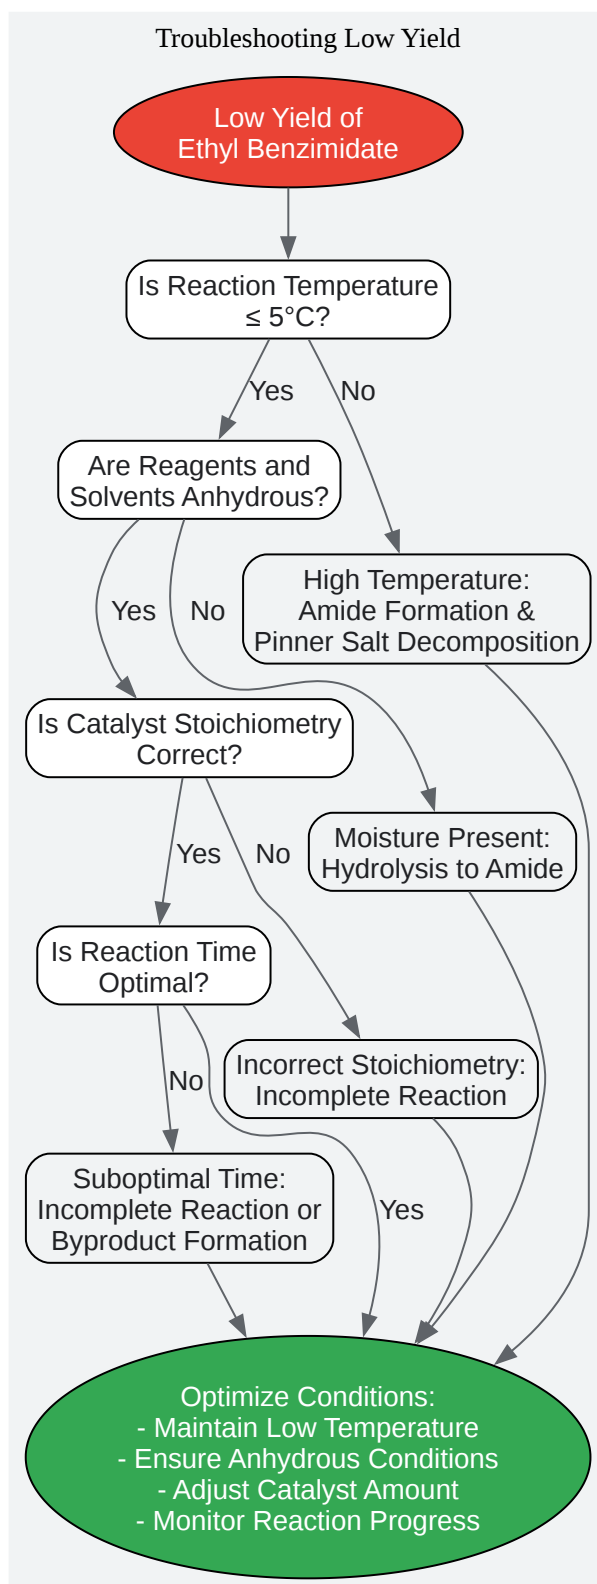 Troubleshooting Low Yield
Low Yield of
Ethyl Benzimidate
Is Reaction Temperature
≤ 5°C?
Yes
No
Are Reagents and
Solvents Anhydrous?
High Temperature:
Amide Formation &
Pinner Salt Decomposition
Yes
No
Is Catalyst Stoichiometry
Correct?
Moisture Present:
Hydrolysis to Amide
Yes
No
Is Reaction Time
Optimal?
Incorrect Stoichiometry:
Incomplete Reaction
No
Suboptimal Time:
Incomplete Reaction or
Byproduct Formation
Yes
Optimize Conditions:
- Maintain Low Temperature
- Ensure Anhydrous Conditions
- Adjust Catalyst Amount
- Monitor Reaction Progress